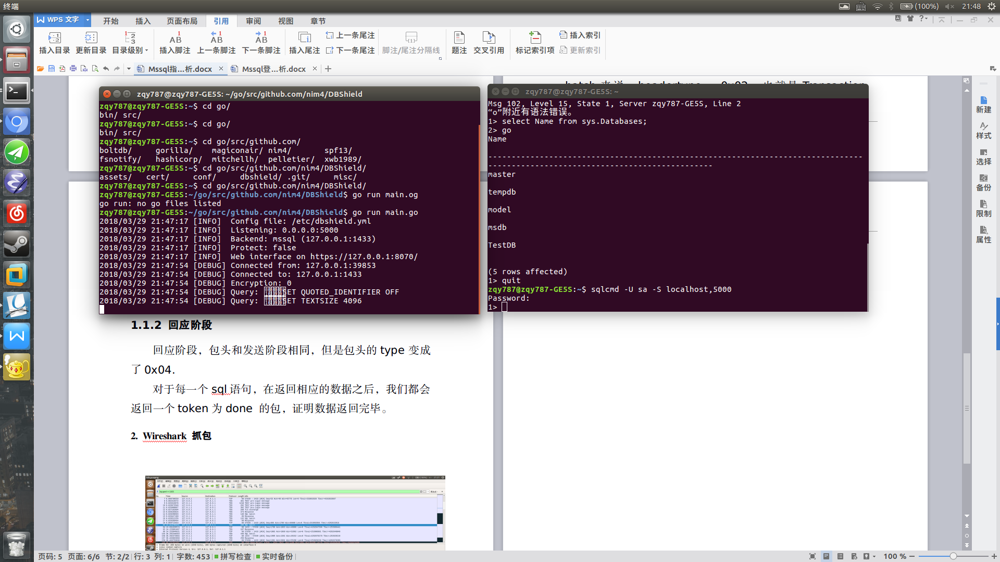 终端
(100%)
21:48
WPS 文字
开始 插入 页面布局 引用 审阅 视图 章节
插入目录 更新目录 目录级别
AB 插入脚注
AB 上一条脚注
AB 下一条脚注
插入尾注
上一条尾注
下一条尾注
脚注/尾注分隔线
题注 交叉引用 标记索引项
插入索引
更新索引
Mssql指...析.docx
Mssql登...析.docx
zqy787@zqy787-GE5S: ~/go/src/github.com/nim4/DBShield
zqy787@zqy787-GE5S:~$ cd go/
bin/ src/
zqy787@zqy787-GE5S:~$ cd go/
bin/ src/
zqy787@zqy787-GE5S:~$ cd go/src/github.com/
boltdb/ gorilla/ magiconair/ nim4/ spf13/
fsnotify/ hashicorp/ mitchellh/ pelletier/ xwb1989/
zqy787@zqy787-GE5S:~$ cd go/src/github.com/nim4/DBShield/
assets/ cert/ conf/ dbshield/ .git/ misc/
zqy787@zqy787-GE5S:~$ cd go/src/github.com/nim4/DBShield/
zqy787@zqy787-GE5S:~/go/src/github.com/nim4/DBShield$ go run main.og
go run: no go files listed
zqy787@zqy787-GE5S:~/go/src/github.com/nim4/DBShield$ go run main.go
2018/03/29 21:47:17 [INFO] Config file: /etc/dbshield.yml
2018/03/29 21:47:17 [INFO] Listening: 0.0.0.0:5000
2018/03/29 21:47:17 [INFO] Backend: mssql (127.0.0.1:1433)
2018/03/29 21:47:17 [INFO] Protect: false
2018/03/29 21:47:17 [INFO] Web interface on https://127.0.0.1:8070/
2018/03/29 21:47:54 [DEBUG] Connected from: 127.0.0.1:39853
2018/03/29 21:47:54 [DEBUG] Connected to: 127.0.0.1:1433
2018/03/29 21:47:54 [DEBUG] Encryption: 0
2018/03/29 21:47:54 [DEBUG] Query: ET QUOTED_IDENTIFIER OFF
2018/03/29 21:47:54 [DEBUG] Query: ET TEXTSIZE 4096
zqy787@zqy787-GE5S: ~
Msg 102, Level 15, State 1, Server zqy787-GE5S, Line 2
“o”附近有语法错误。
1> select Name from sys.Databases;
2> go
Name
--------------------------------------------------------------------------------
------------------------------------------------
master
tempdb
model
msdb
TestDB
(5 rows affected)
1> quit
zqy787@zqy787-GE5S:~$ sqlcmd -U sa -S localhost,5000
Password:
1>
新建
样式
选择
备份
限制
属性
1.1.2 回应阶段
回应阶段，包头和发送阶段相同，但是包头的 type 变成
了 0x04.
对于每一个 sql 语句，在返回相应的数据之后，我们都会
返回一个 token 为 done 的包，证明数据返回完毕。
2. Wireshark 抓包
页码: 5 页面: 6/6 节: 2/2 行: 3 列: 1 字数: 453 拼写检查 实时备份
100 %